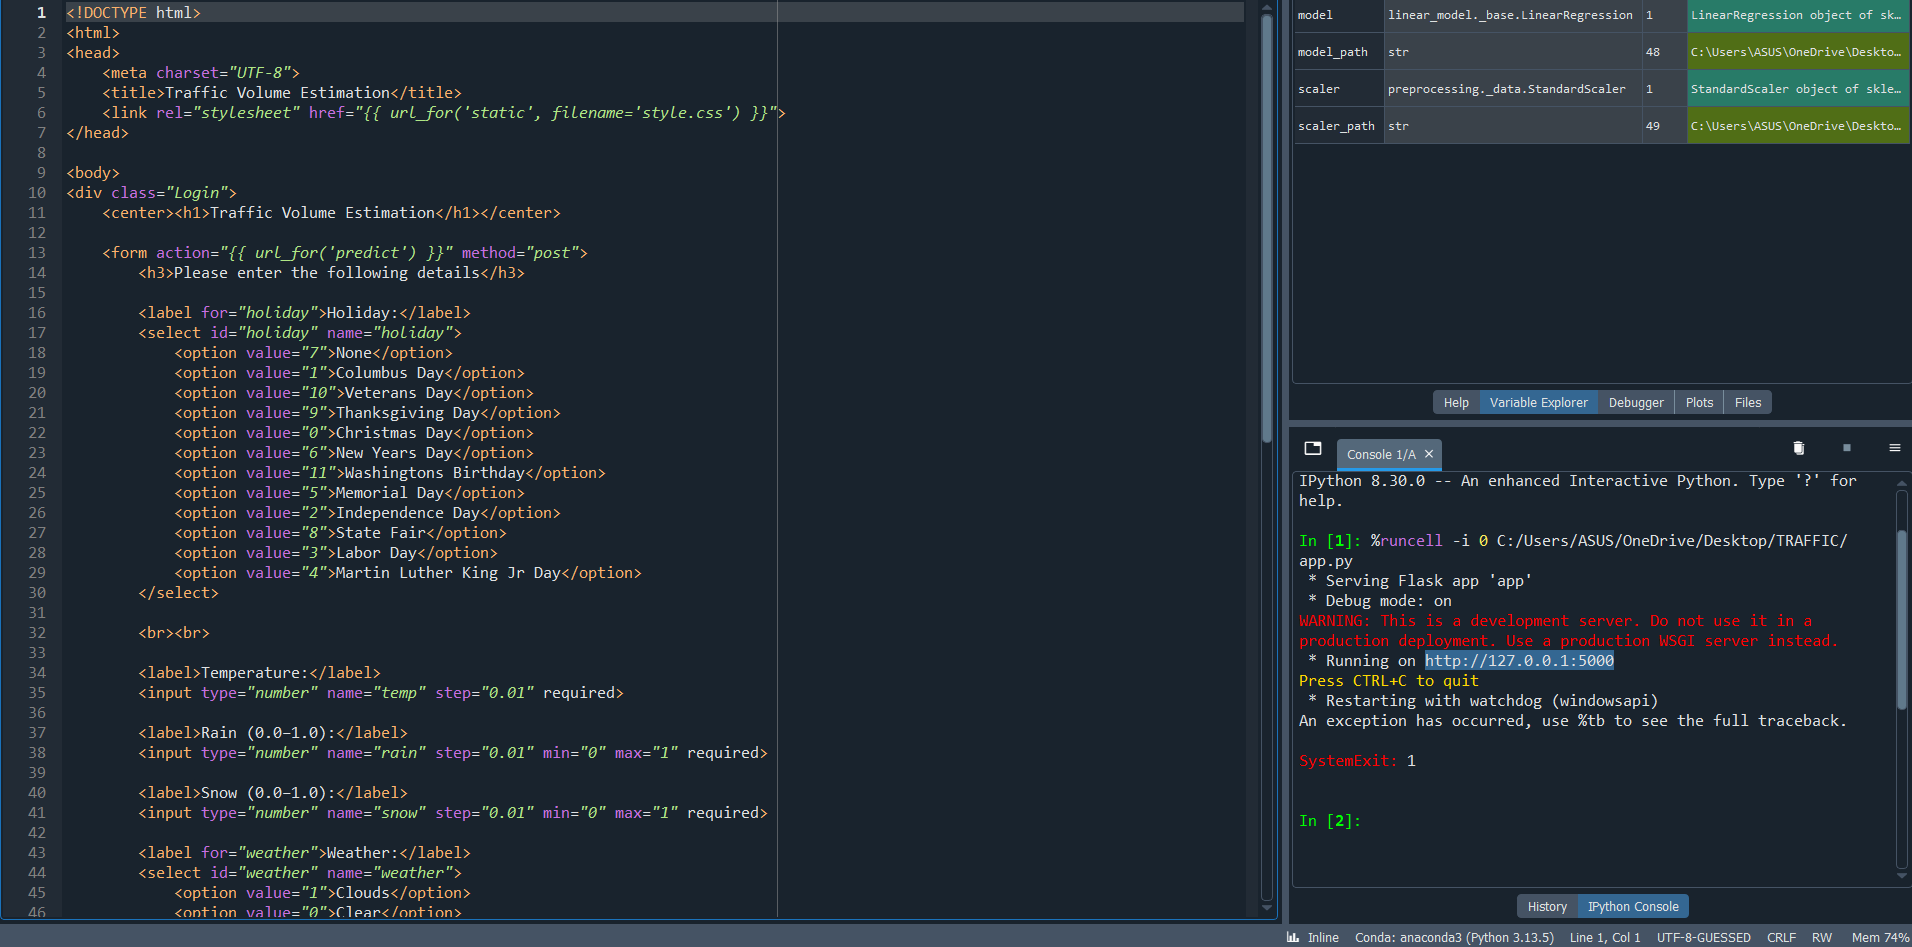 1 <!DOCTYPE html>
2 <html>
3 <head>
4     <meta charset="UTF-8">
5     <title>Traffic Volume Estimation</title>
6     <link rel="stylesheet" href="{{ url_for('static', filename='style.css') }}">
7 </head>
8
9 <body>
10 <div class="Login">
11     <center><h1>Traffic Volume Estimation</h1></center>
12
13     <form action="{{ url_for('predict') }}" method="post">
14         <h3>Please enter the following details</h3>
15
16         <label for="holiday">Holiday:</label>
17         <select id="holiday" name="holiday">
18             <option value="7">None</option>
19             <option value="1">Columbus Day</option>
20             <option value="10">Veterans Day</option>
21             <option value="9">Thanksgiving Day</option>
22             <option value="0">Christmas Day</option>
23             <option value="6">New Years Day</option>
24             <option value="11">Washingtons Birthday</option>
25             <option value="5">Memorial Day</option>
26             <option value="2">Independence Day</option>
27             <option value="8">State Fair</option>
28             <option value="3">Labor Day</option>
29             <option value="4">Martin Luther King Jr Day</option>
30         </select>
31
32         <br><br>
33
34         <label>Temperature:</label>
35         <input type="number" name="temp" step="0.01" required>
36
37         <label>Rain (0.0–1.0):</label>
38         <input type="number" name="rain" step="0.01" min="0" max="1" required>
39
40         <label>Snow (0.0–1.0):</label>
41         <input type="number" name="snow" step="0.01" min="0" max="1" required>
42
43         <label for="weather">Weather:</label>
44         <select id="weather" name="weather">
45             <option value="1">Clouds</option>
46             <option value="0">Clear</option>
model linear_model._base.LinearRegression 1 LinearRegression object of sk…
model_path str 48 C:\Users\ASUS\OneDrive\Deskto…
scaler preprocessing._data.StandardScaler 1 StandardScaler object of skle…
scaler_path str 49 C:\Users\ASUS\OneDrive\Deskto…
Help Variable Explorer Debugger Plots Files
Console 1/A ×
IPython 8.30.0 -- An enhanced Interactive Python. Type '?' for
help.
In [1]: %runcell -i 0 C:/Users/ASUS/OneDrive/Desktop/TRAFFIC/
app.py
* Serving Flask app 'app'
* Debug mode: on
WARNING: This is a development server. Do not use it in a
production deployment. Use a production WSGI server instead.
* Running on http://127.0.0.1:5000
Press CTRL+C to quit
* Restarting with watchdog (windowsapi)
An exception has occurred, use %tb to see the full traceback.
SystemExit: 1
In [2]:
History IPython Console
Inline Conda: anaconda3 (Python 3.13.5) Line 1, Col 1 UTF-8-GUESSED CRLF RW Mem 74%